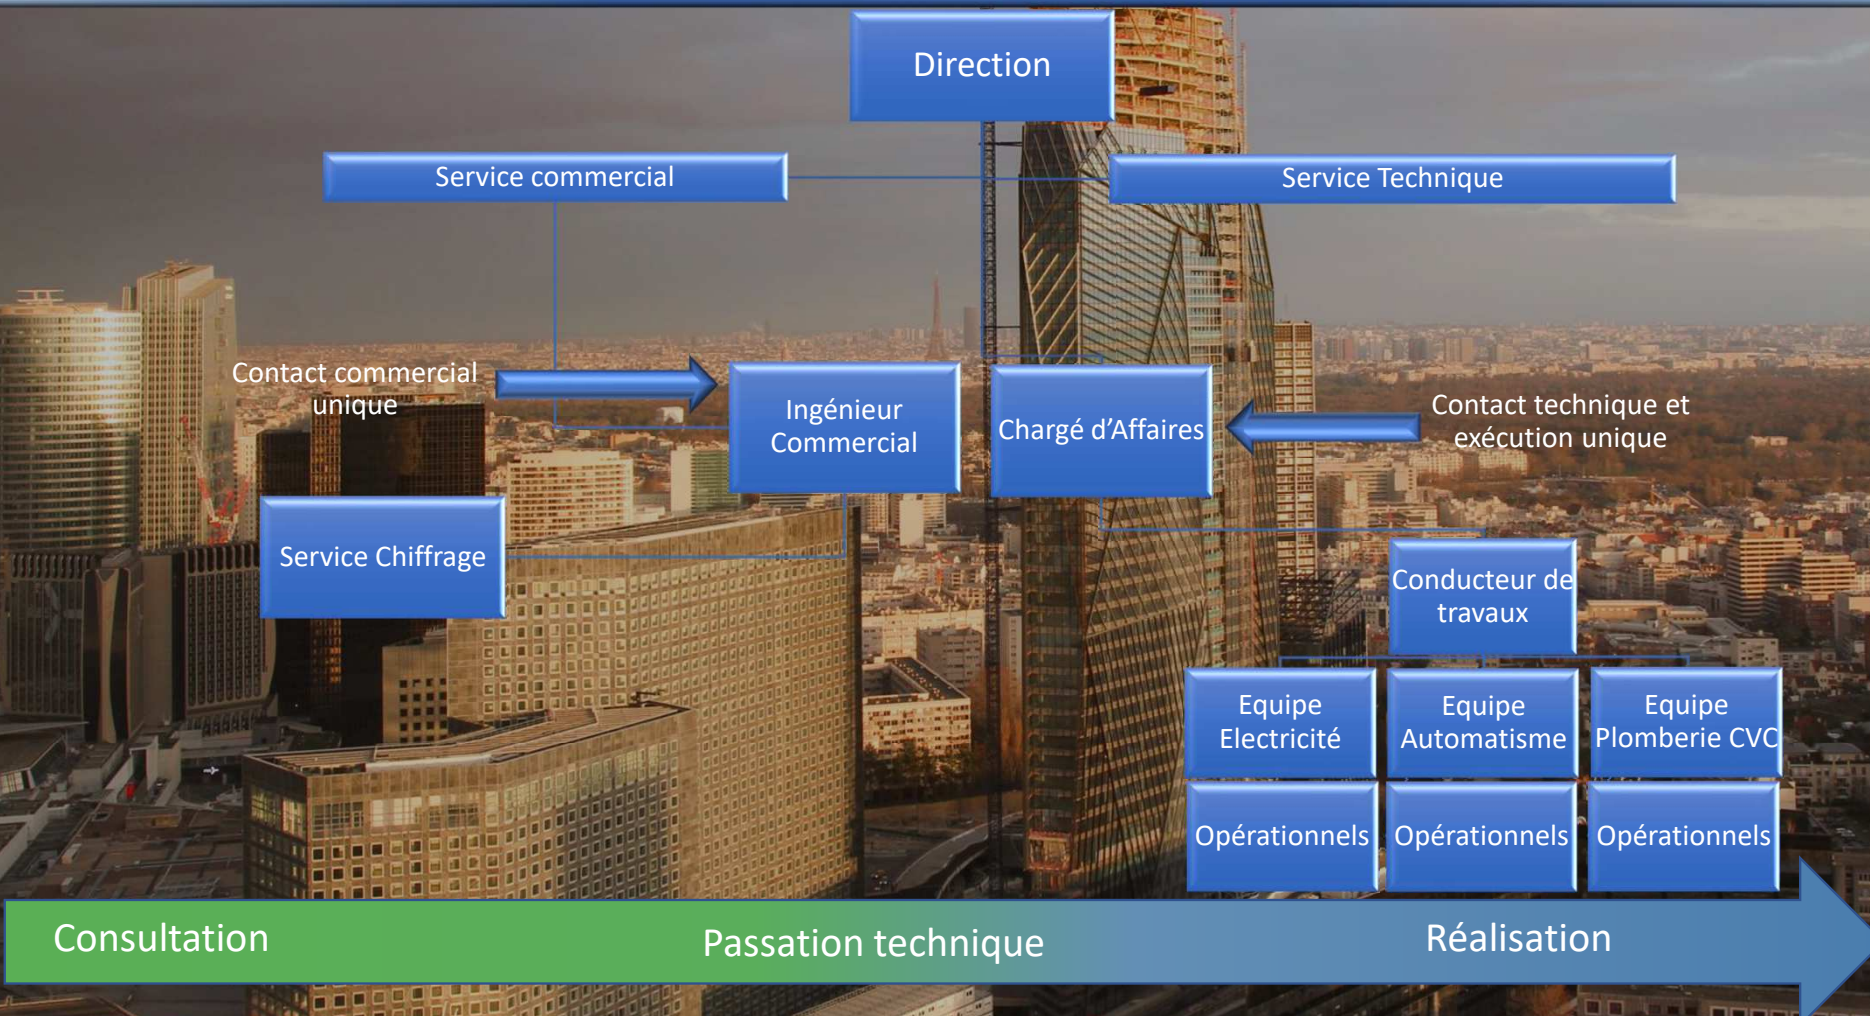 Direction
Service commercial
Service Technique
Contact commercial
unique
Ingénieur
Commercial
Chargé d'Affaires
Contact technique et
exécution unique
Service Chiffrage
Conducteur de
travaux
Equipe
Electricité
Equipe
Automatisme
Equipe
Plomberie CVC
Opérationnels
Opérationnels
Opérationnels
Consultation
Passation technique
Réalisation